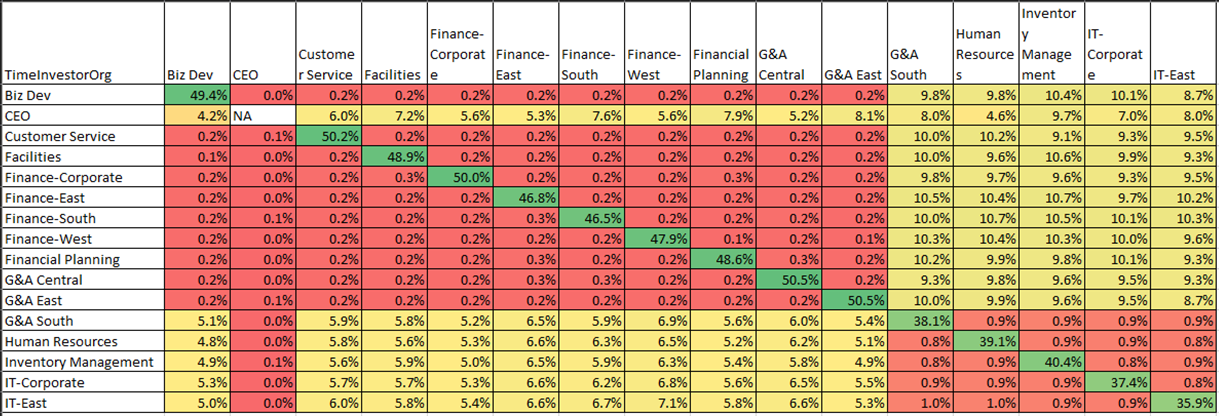 TimeInvestorOrg Biz Dev CEO Customer Service Facilities Finance-Corporate Finance-East Finance-South Finance-West Financial Planning G&A Central G&A East G&A South Human Resources Inventory Management IT-Corporate IT-East
Biz Dev 49.4% 0.0% 0.2% 0.2% 0.2% 0.2% 0.2% 0.2% 0.2% 0.2% 0.2% 9.8% 9.8% 10.4% 10.1% 8.7%
CEO 4.2% NA 6.0% 7.2% 5.6% 5.3% 7.6% 5.6% 7.9% 5.2% 8.1% 8.0% 4.6% 9.7% 7.0% 8.0%
Customer Service 0.2% 0.1% 50.2% 0.2% 0.2% 0.2% 0.2% 0.2% 0.2% 0.2% 0.2% 10.0% 10.2% 9.1% 9.3% 9.5%
Facilities 0.1% 0.0% 0.2% 48.9% 0.2% 0.2% 0.2% 0.2% 0.2% 0.2% 0.2% 10.0% 9.6% 10.6% 9.9% 9.3%
Finance-Corporate 0.2% 0.0% 0.2% 0.3% 50.0% 0.2% 0.2% 0.2% 0.3% 0.2% 0.2% 9.8% 9.7% 9.6% 9.3% 9.5%
Finance-East 0.2% 0.0% 0.2% 0.2% 0.2% 46.8% 0.2% 0.2% 0.2% 0.2% 0.2% 10.5% 10.4% 10.7% 9.7% 10.2%
Finance-South 0.2% 0.1% 0.2% 0.2% 0.2% 0.3% 46.5% 0.2% 0.2% 0.2% 0.2% 10.0% 10.7% 10.5% 10.1% 10.3%
Finance-West 0.2% 0.0% 0.2% 0.2% 0.2% 0.2% 0.2% 47.9% 0.1% 0.2% 0.1% 10.3% 10.4% 10.3% 10.0% 9.6%
Financial Planning 0.2% 0.0% 0.2% 0.2% 0.2% 0.3% 0.2% 0.2% 48.6% 0.3% 0.2% 10.2% 9.9% 9.8% 10.1% 9.3%
G&A Central 0.2% 0.0% 0.2% 0.2% 0.2% 0.3% 0.3% 0.2% 0.2% 50.5% 0.2% 9.3% 9.8% 9.6% 9.5% 9.3%
G&A East 0.2% 0.1% 0.2% 0.2% 0.2% 0.2% 0.2% 0.2% 0.2% 0.2% 50.5% 10.0% 9.9% 9.6% 9.5% 8.7%
G&A South 5.1% 0.0% 5.9% 5.8% 5.2% 6.5% 5.9% 6.9% 5.6% 6.0% 5.4% 38.1% 0.9% 0.9% 0.9% 0.9%
Human Resources 4.8% 0.0% 5.8% 5.6% 5.3% 6.6% 6.3% 6.5% 5.2% 6.2% 5.1% 0.8% 39.1% 0.9% 0.9% 0.8%
Inventory Management 4.9% 0.1% 5.6% 5.9% 5.0% 6.6% 5.9% 6.3% 5.4% 5.8% 4.9% 0.8% 0.9% 40.4% 0.8% 0.9%
IT-Corporate 5.3% 0.0% 5.7% 5.7% 5.3% 6.6% 6.2% 6.8% 5.6% 6.5% 5.5% 0.9% 0.9% 0.9% 37.4% 0.8%
IT-East 5.0% 0.0% 6.0% 5.8% 5.4% 6.6% 6.7% 7.1% 5.8% 6.6% 5.3% 1.0% 1.0% 0.9% 0.9% 35.9%